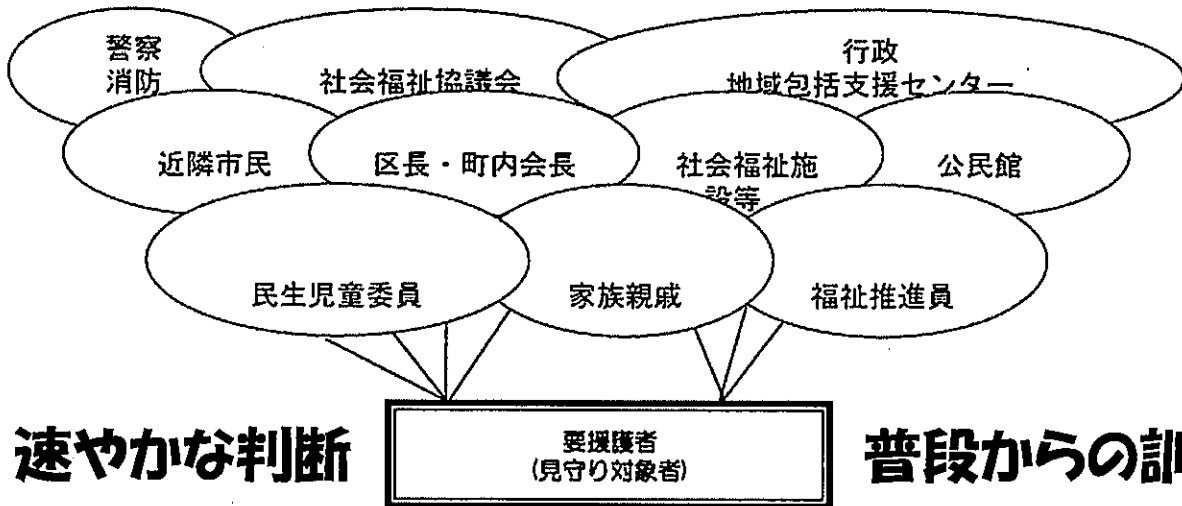 警察
消防
社会福祉協議会
行政
地域包括支援センター
近隣市民
区長・町内会長
社会福祉施
設等
公民館
民生児童委員
家族親戚
福祉推進員
速やかな判断
要援護者
(見守り対象者)
普段からの訓